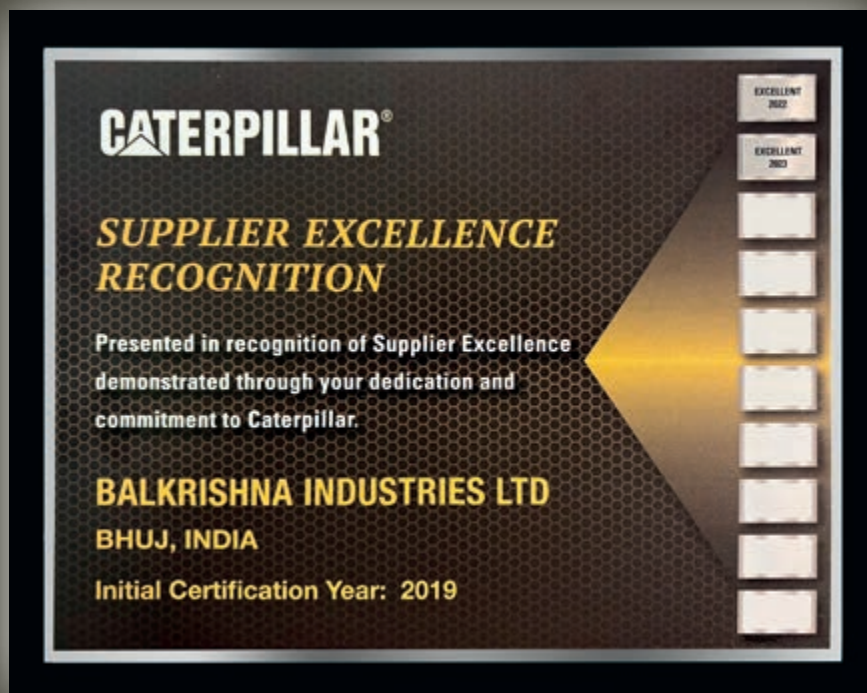 CATERPILLAR®
SUPPLIER EXCELLENCE
RECOGNITION
Presented in recognition of Supplier Excellence
demonstrated through your dedication and
commitment to Caterpillar.
BALKRISHNA INDUSTRIES LTD
BHUJ, INDIA
Initial Certification Year: 2019
EXCELLENT
2022
EXCELLENT
2023